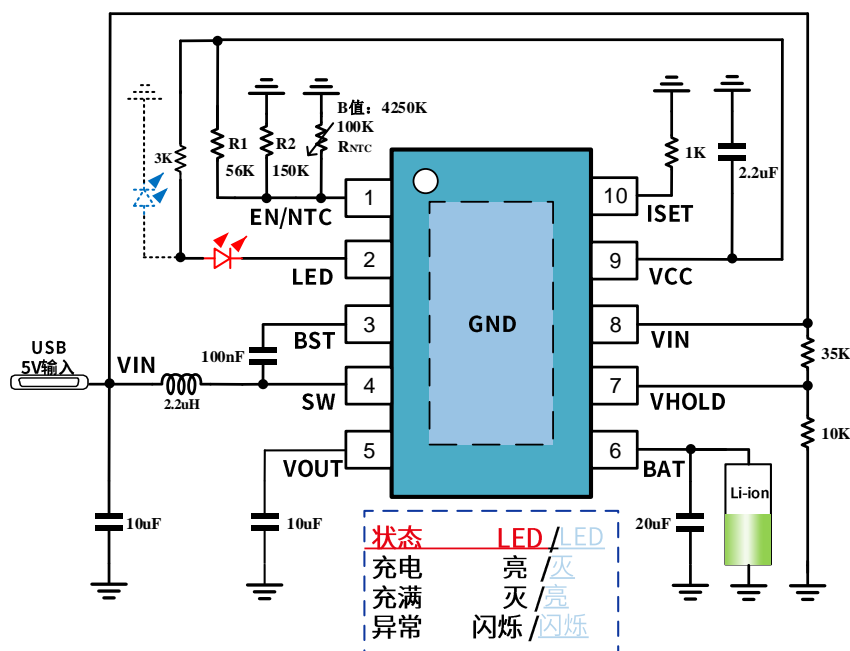 B值：4250K
100K
RNTC
3K
R1
56K
R2
150K
1K
2.2uF
1
EN/NTC
10
ISET
2
LED
9
VCC
GND
3
BST
8
VIN
100nF
USB
5V输入
VIN
35K
4
SW
7
VHOLD
2.2uH
10K
5
VOUT
6
BAT
Li-ion
10uF
10uF
20uF
状态 LED /LED
充电 亮 /灭
充满 灭 /亮
异常 闪烁 /闪烁